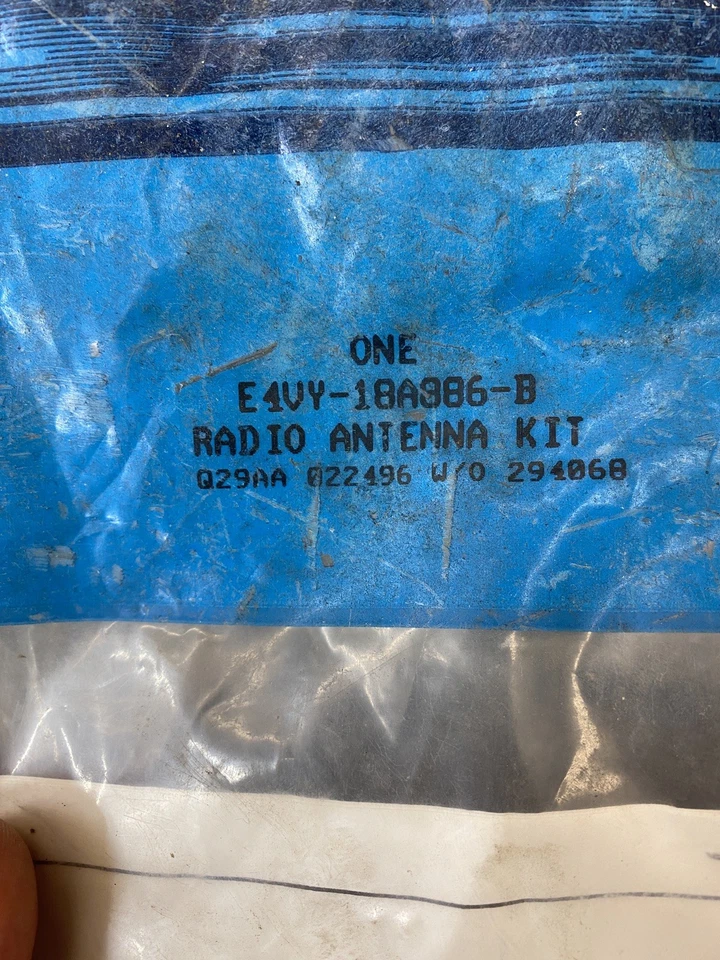 ONE
E4VY-18A986-B
RADIO ANTENNA KIT
Q29AA 022496 W/O 294068